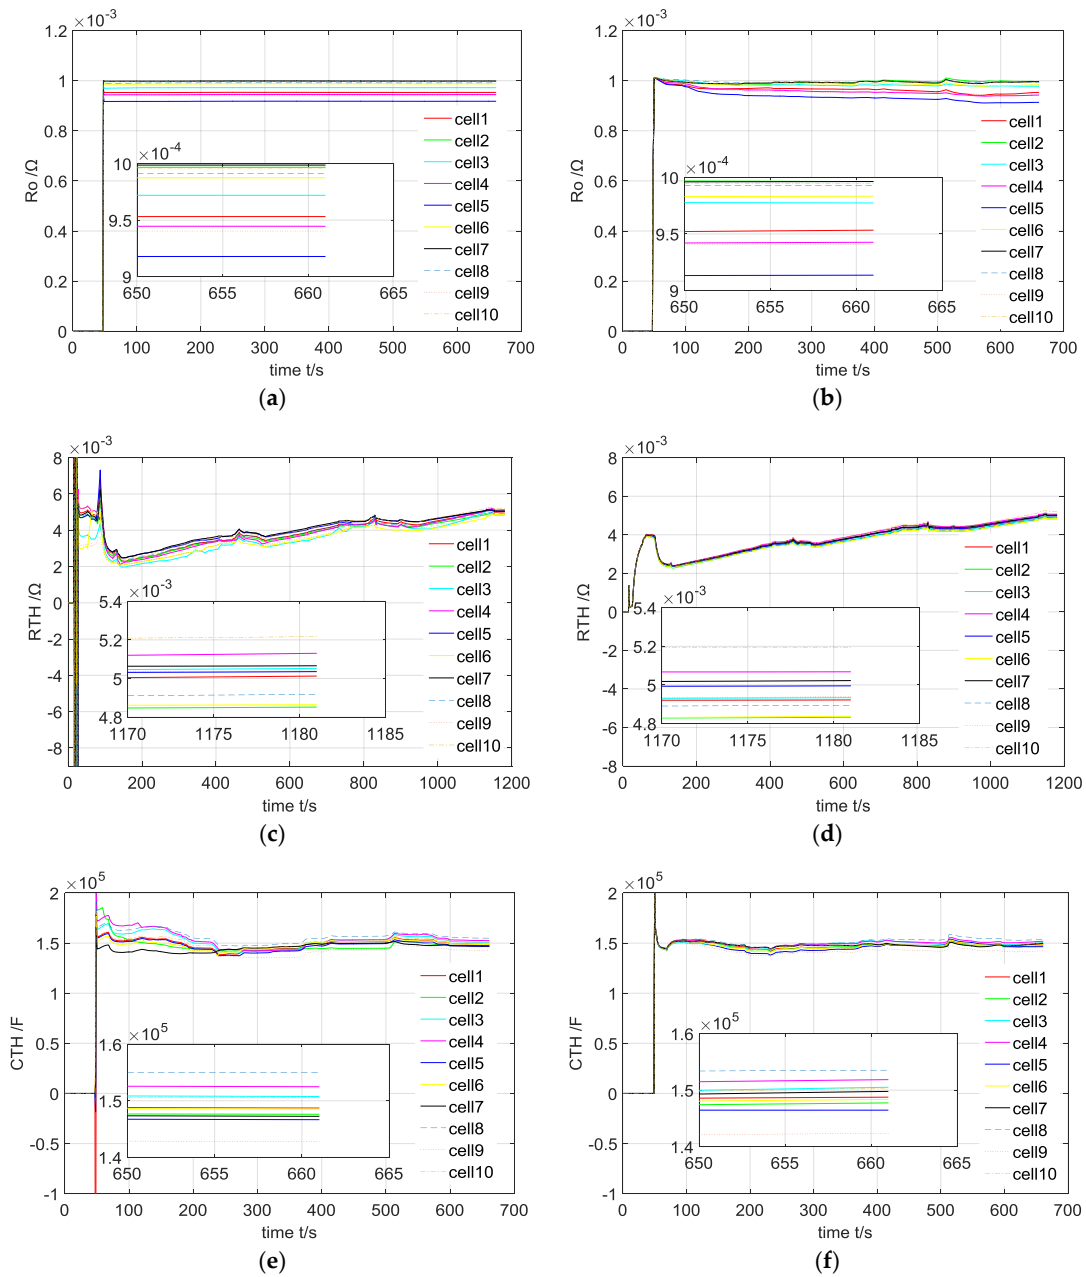 ×10⁻³
1.2
1
0.8
0.6
0.4
0.2
0
Ro /Ω
cell1
cell2
cell3
cell4
cell5
cell6
cell7
cell8
cell9
cell10
×10⁻⁴
10
9.5
9
650 655 660 665
0 100 200 300 400 500 600 700
time t/s
(a)
×10⁻³
1.2
1
0.8
0.6
0.4
0.2
0
Ro /Ω
cell1
cell2
cell3
cell4
cell5
cell6
cell7
cell8
cell9
cell10
×10⁻⁴
10
9.5
9
650 655 660 665
0 100 200 300 400 500 600 700
time t/s
(b)
×10⁻³
8
6
4
2
0
-2
-4
-6
-8
RTH /Ω
cell1
cell2
cell3
cell4
cell5
cell6
cell7
cell8
cell9
cell10
×10⁻³
5.4
5.2
5
4.8
1170 1175 1180 1185
0 200 400 600 800 1000 1200
time t/s
(c)
×10⁻³
8
6
4
2
0
-2
-4
-6
-8
RTH /Ω
cell1
cell2
cell3
cell4
cell5
cell6
cell7
cell8
cell9
cell10
×10⁻³
5.4
5.2
5
4.8
1170 1175 1180 1185
0 200 400 600 800 1000 1200
time t/s
(d)
×10⁵
2
1.5
1
0.5
0
-0.5
-1
CTH /F
cell1
cell2
cell3
cell4
cell5
cell6
cell7
cell8
cell9
cell10
×10⁵
1.6
1.5
1.4
650 655 660 665
0 100 200 300 400 500 600 700
time t/s
(e)
×10⁵
2
1.5
1
0.5
0
-0.5
-1
CTH /F
cell1
cell2
cell3
cell4
cell5
cell6
cell7
cell8
cell9
cell10
×10⁵
1.6
1.5
1.4
650 655 660 665
0 100 200 300 400 500 600 700
time t/s
(f)